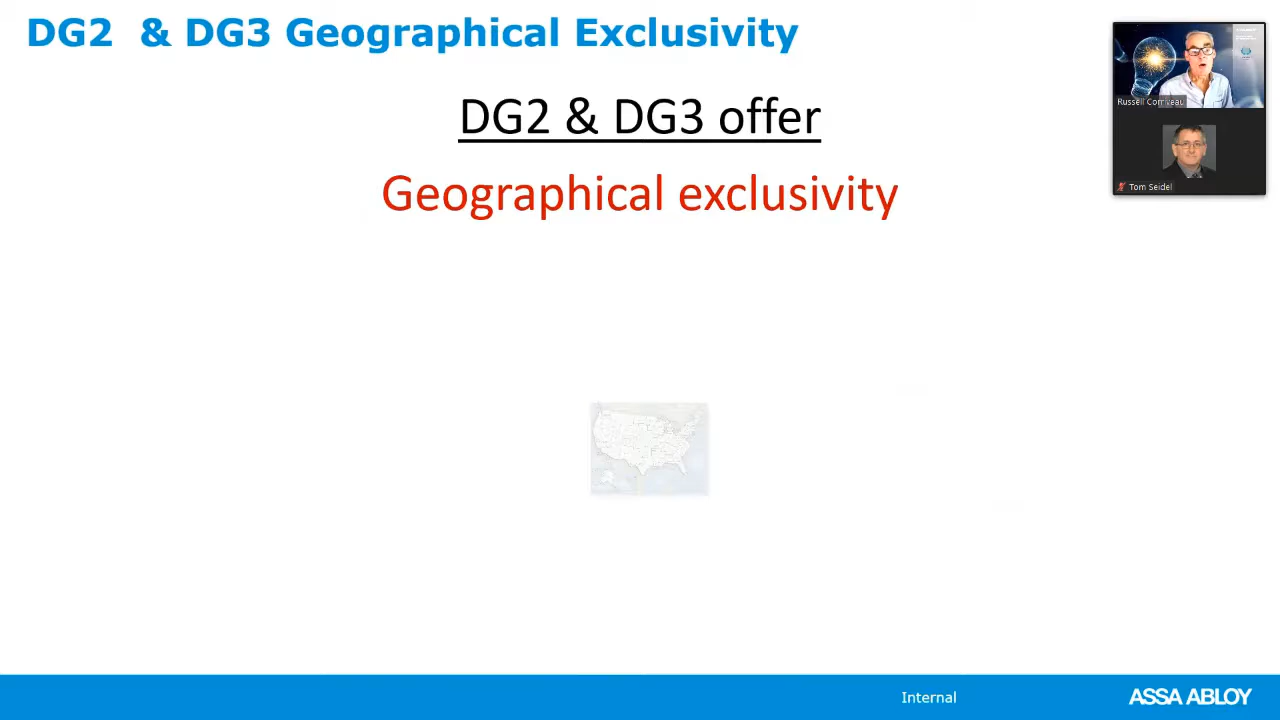 DG2 & DG3 Geographical Exclusivity
DG2 & DG3 offer
Geographical exclusivity
Russell Corriveau
Tom Seidel
Internal
ASSA ABLOY